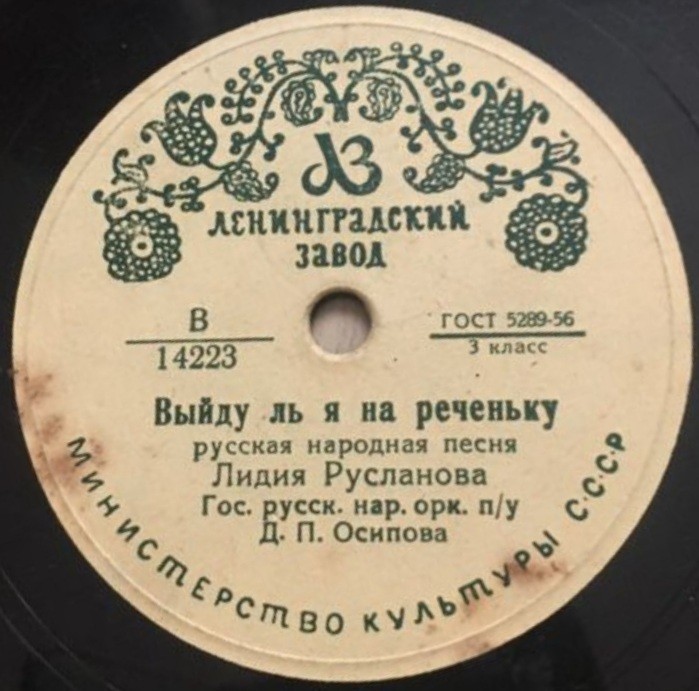 ЛЗ
ЛЕНИНГРАДСКИЙ
ЗАВОД
В
14223
ГОСТ 5289-56
3 класс
Выйду ль я на реченьку
русская народная песня
Лидия Русланова
Гос. русск. нар. орк. п/у
Д. П. Осипова
МИНИСТЕРСТВО КУЛЬТУРЫ С·С·С·Р